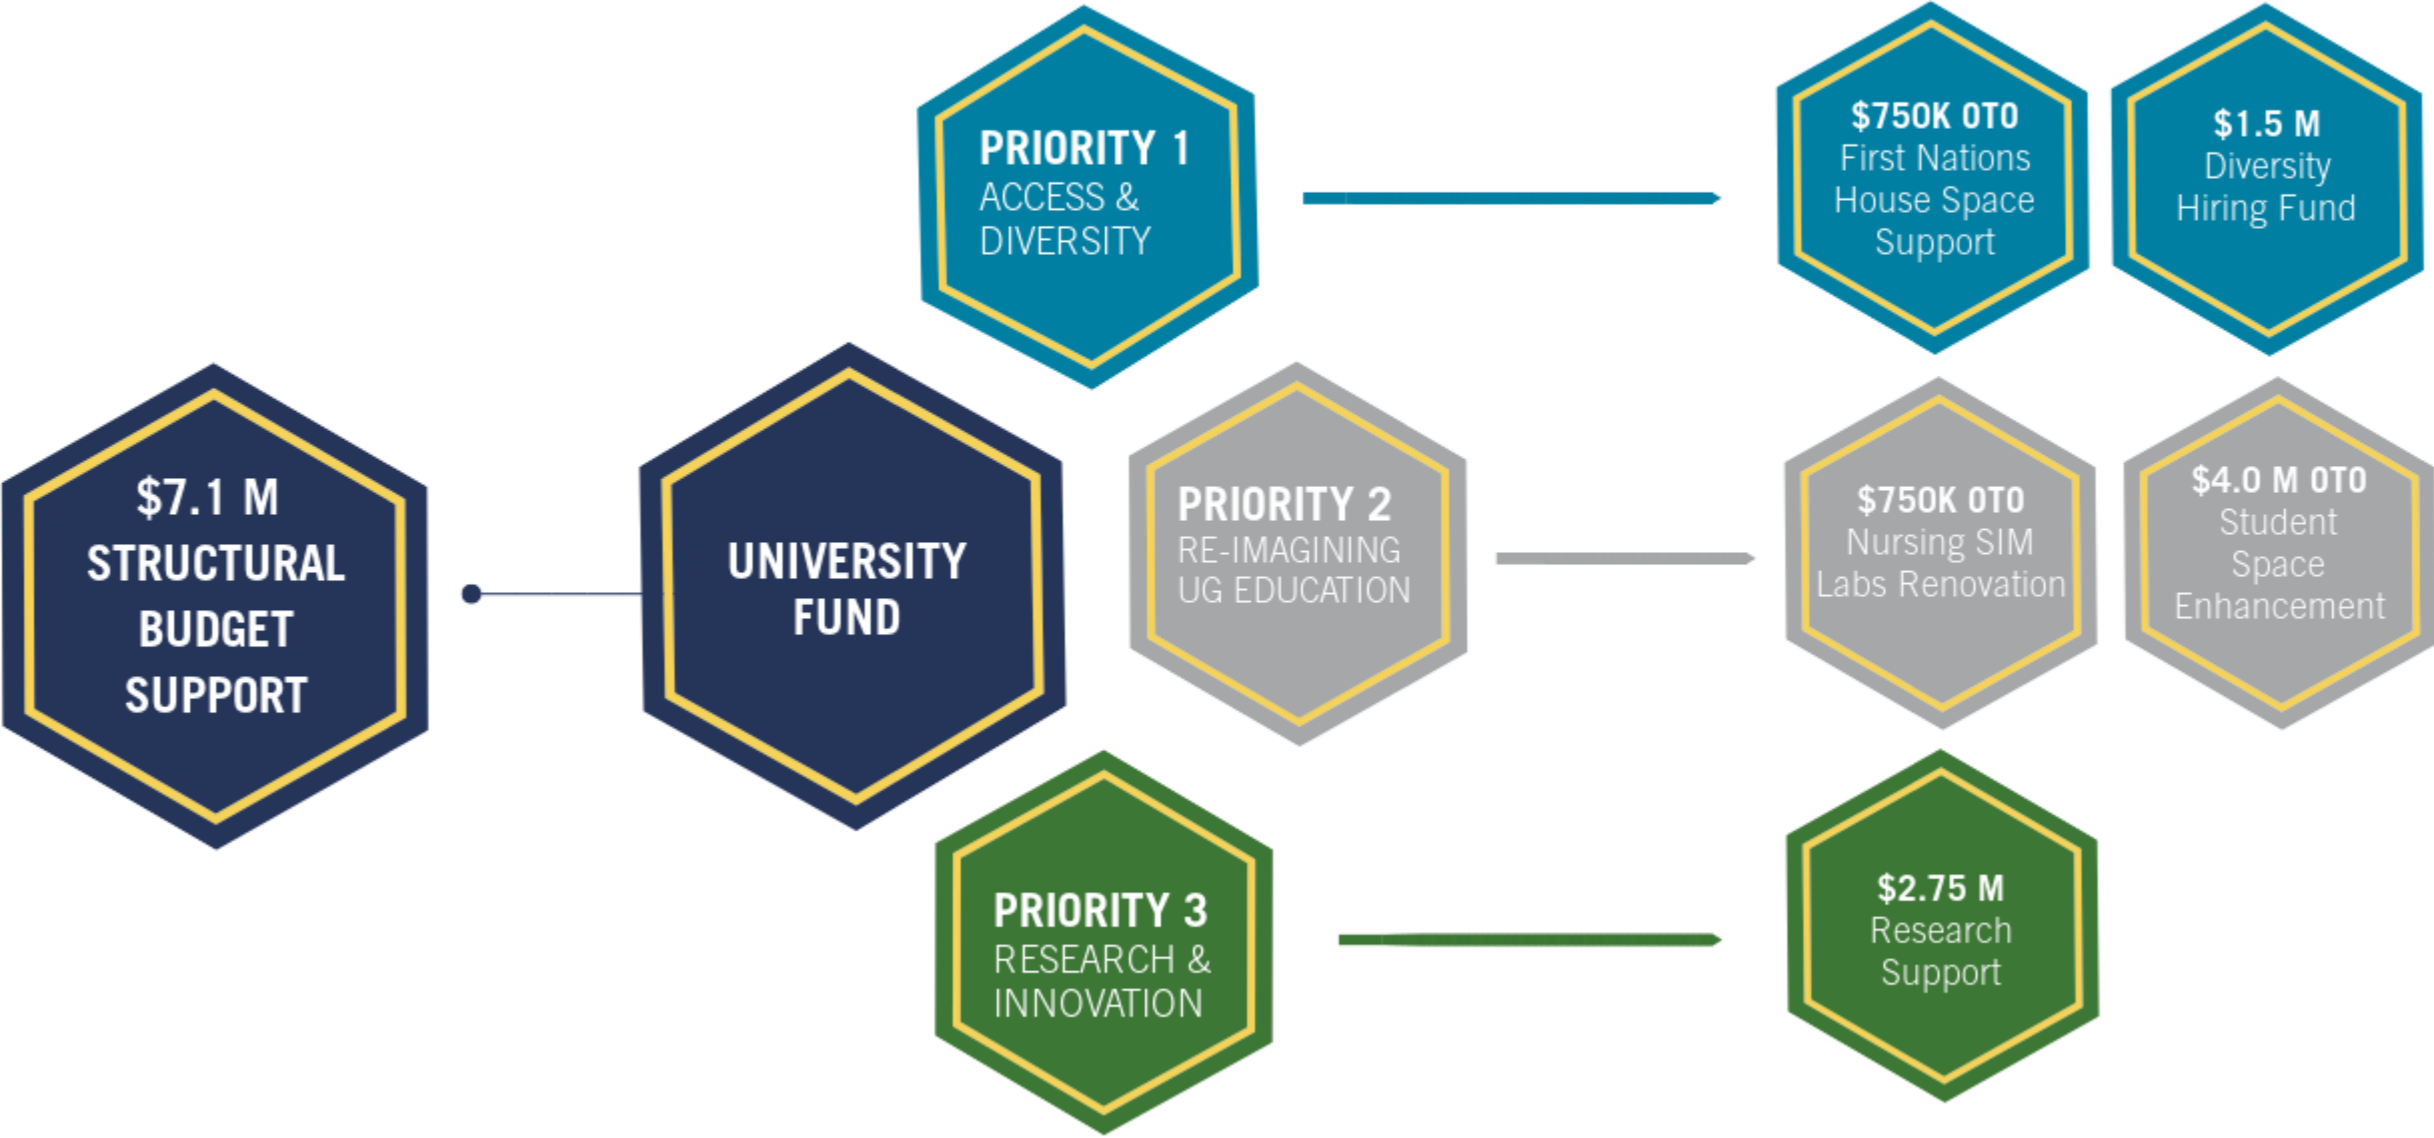 $7.1 M
STRUCTURAL
BUDGET
SUPPORT
UNIVERSITY
FUND
PRIORITY 1
ACCESS &
DIVERSITY
$750K OTO
First Nations
House Space
Support
$1.5 M
Diversity
Hiring Fund
PRIORITY 2
RE-IMAGINING
UG EDUCATION
$750K OTO
Nursing SIM
Labs Renovation
$4.0 M OTO
Student
Space
Enhancement
PRIORITY 3
RESEARCH &
INNOVATION
$2.75 M
Research
Support